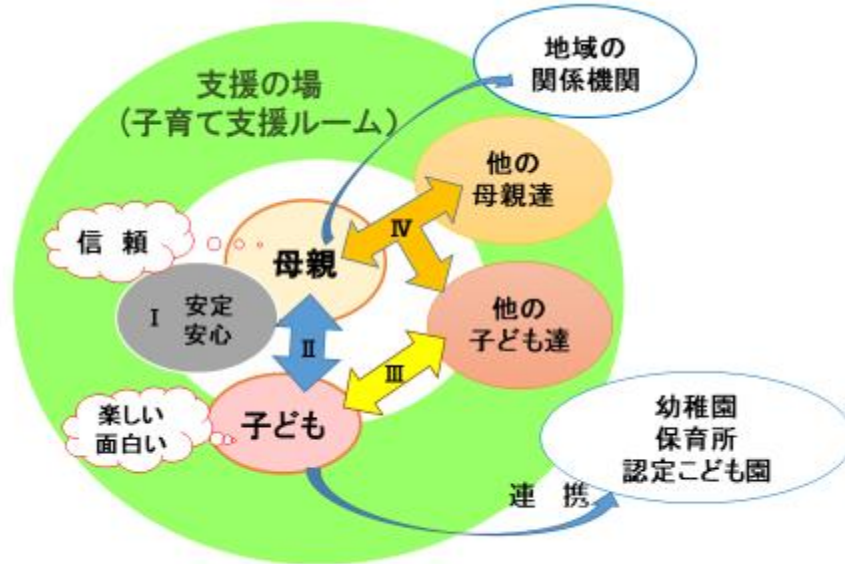 支援の場
(子育て支援ルーム)
地域の
関係機関
他の
母親達
信 頼
母親
Ⅳ
Ⅰ 安定
安心
Ⅱ
他の
子ども達
Ⅲ
楽しい
面白い
子ども
幼稚園
保育所
認定こども園
連 携